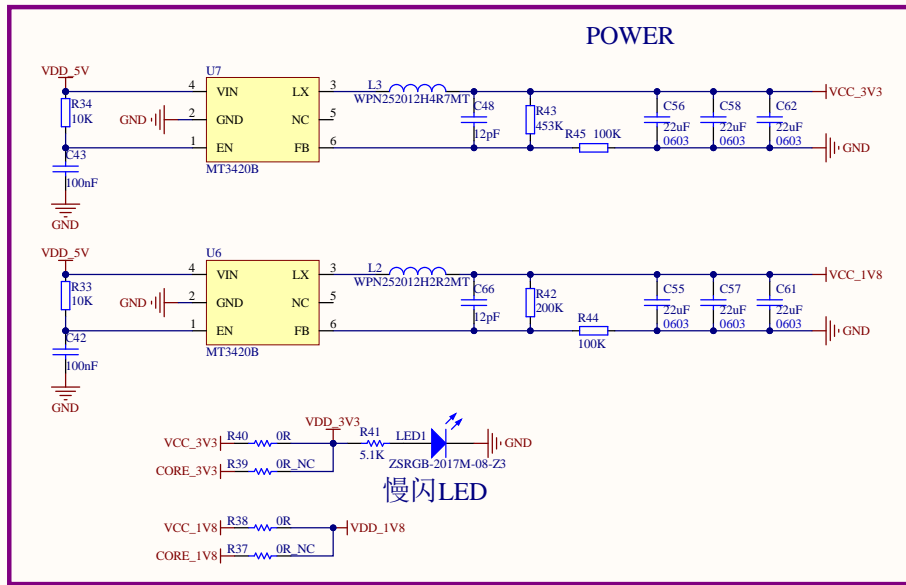 POWER
VDD_5V
U7
R34
10K
4 VIN LX 3
GND 2 GND NC 5
1 EN FB 6
MT3420B
C43
100nF
GND
L3
WPN252012H4R7MT
C48
12pF
R43
453K
R45 100K
C56
22uF
0603
C58
22uF
0603
C62
22uF
0603
VCC_3V3
GND
VDD_5V
U6
R33
10K
4 VIN LX 3
GND 2 GND NC 5
1 EN FB 6
MT3420B
C42
100nF
GND
L2
WPN252012H2R2MT
C66
12pF
R42
200K
R44
100K
C55
22uF
0603
C57
22uF
0603
C61
22uF
0603
VCC_1V8
GND
VDD_3V3
VCC_3V3 R40 0R
R41
5.1K
LED1
GND
ZSRGB-2017M-08-Z3
CORE_3V3 R39 0R_NC
慢闪LED
VCC_1V8 R38 0R VDD_1V8
CORE_1V8 R37 0R_NC